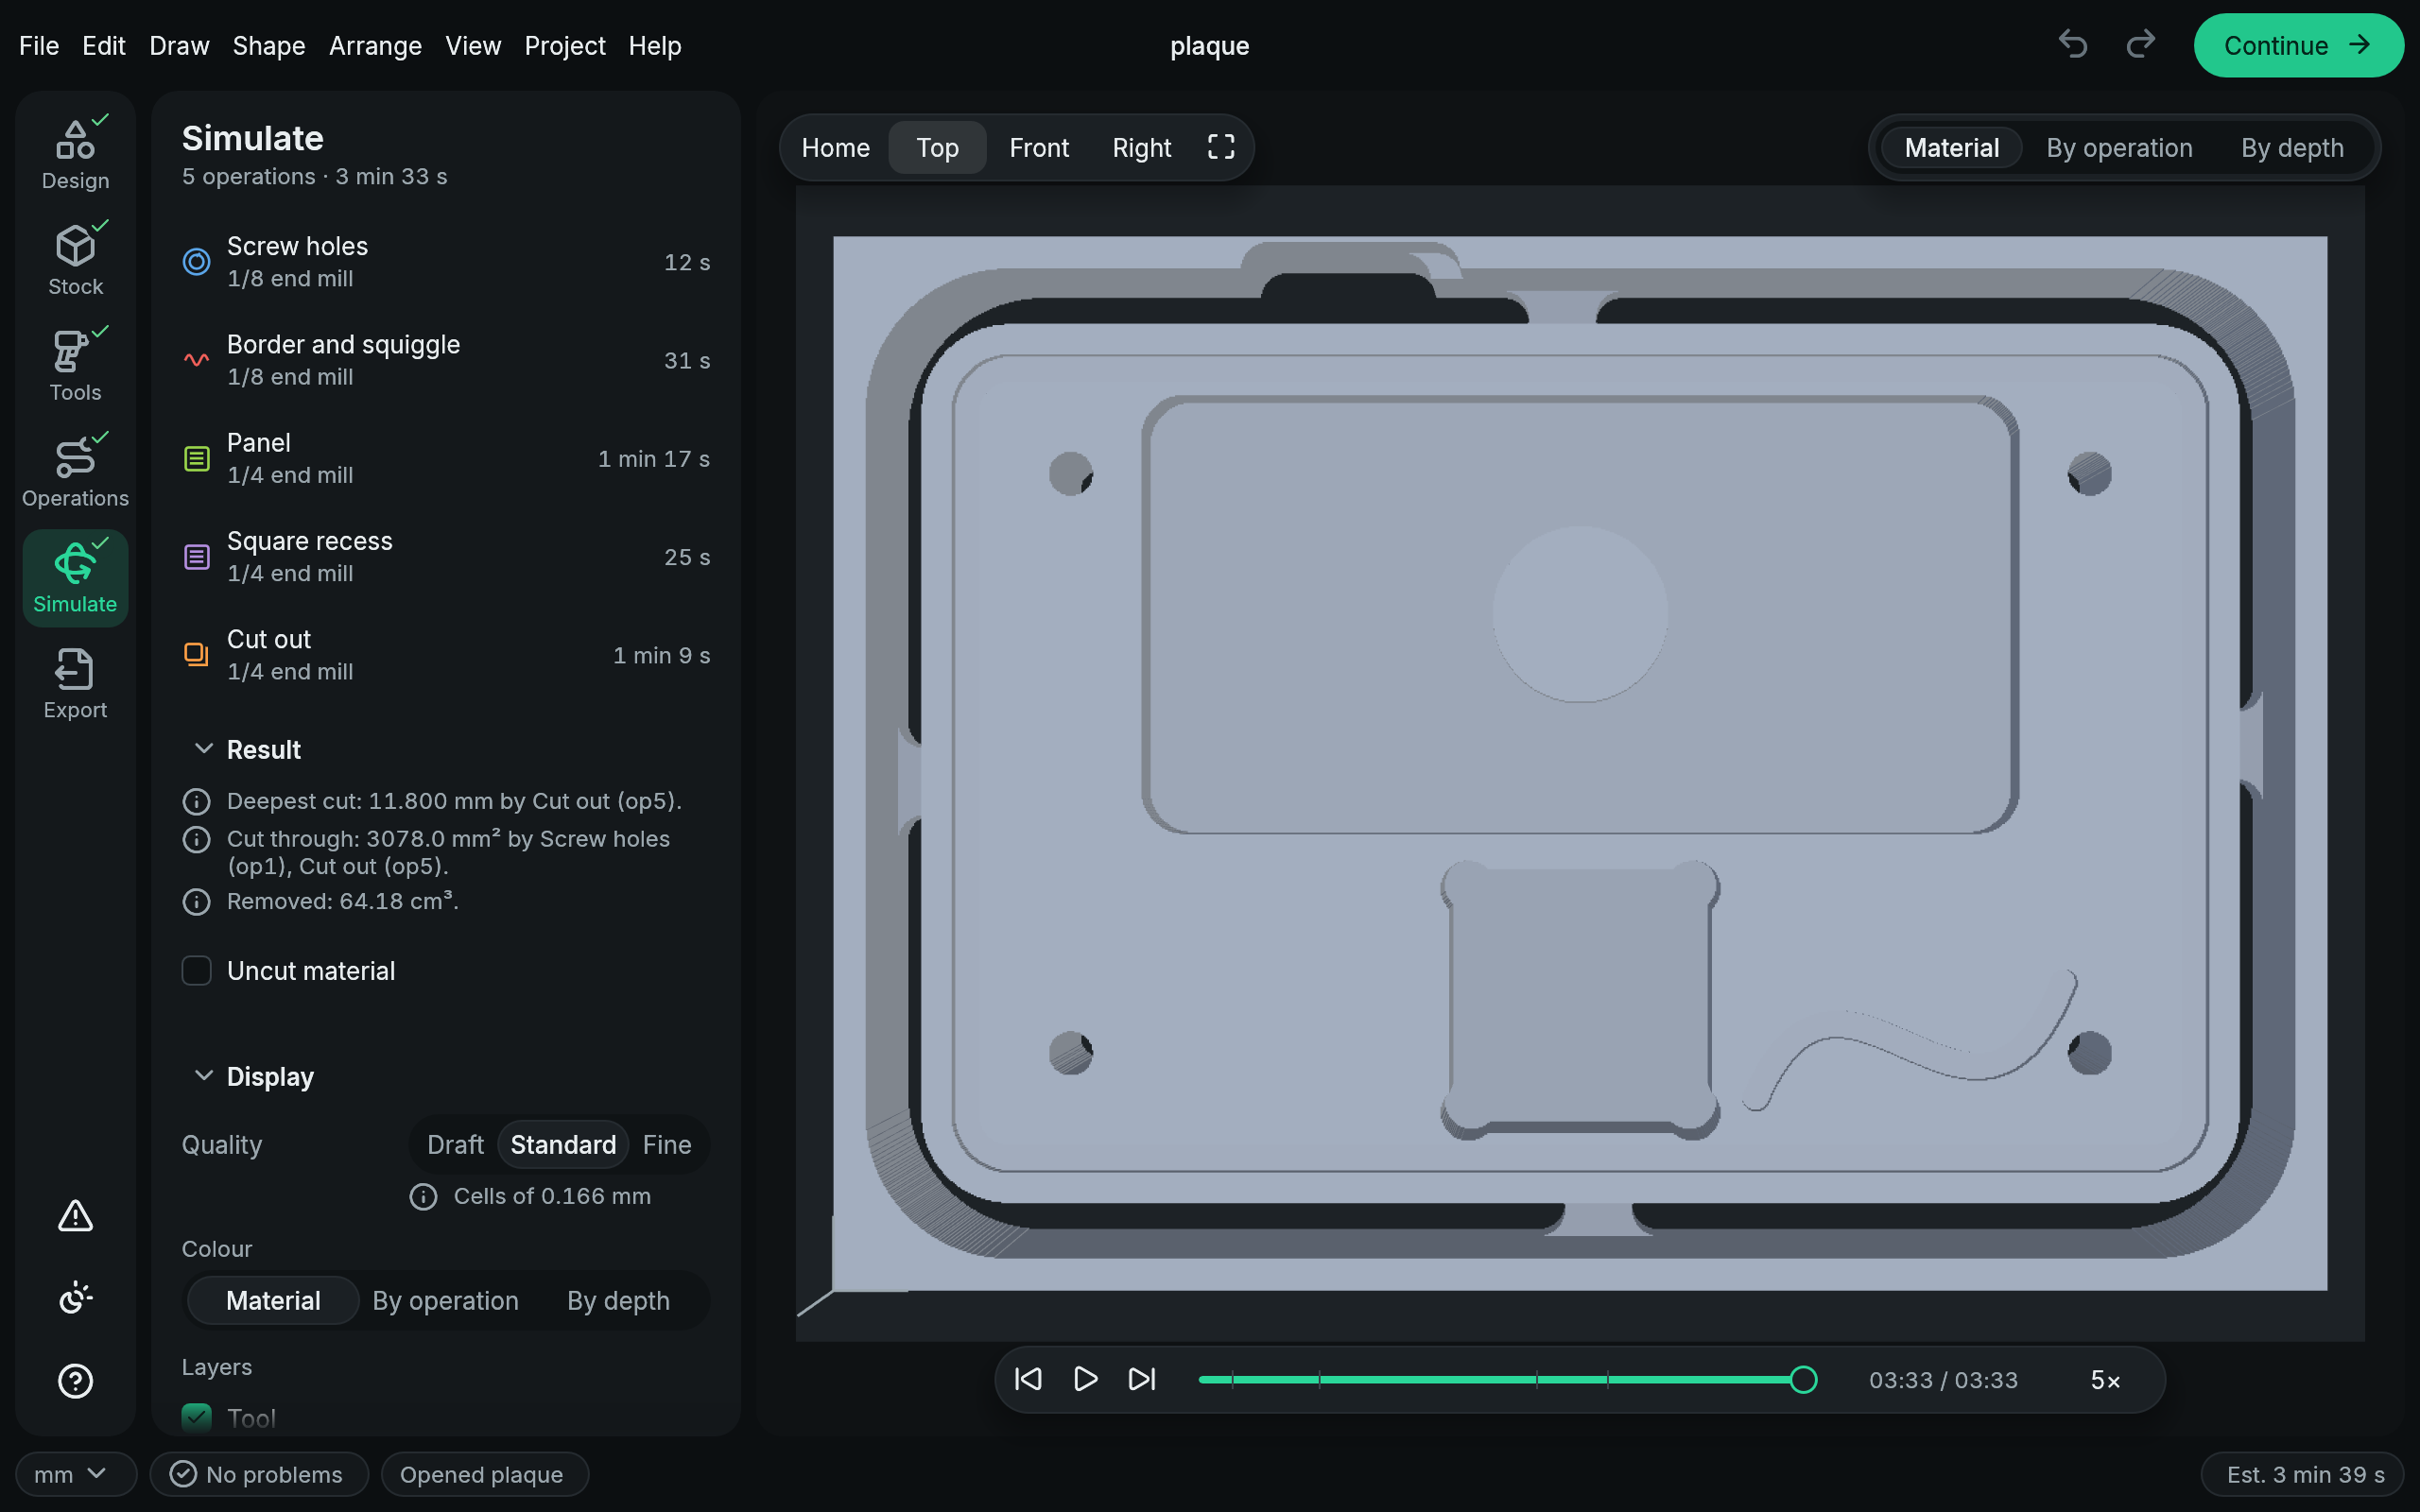 File Edit Draw Shape Arrange View Project Help
plaque
Continue
Design
Stock
Tools
Operations
Simulate
Export
Simulate
5 operations · 3 min 33 s
Screw holes
1/8 end mill
12 s
Border and squiggle
1/8 end mill
31 s
Panel
1/4 end mill
1 min 17 s
Square recess
1/4 end mill
25 s
Cut out
1/4 end mill
1 min 9 s
Result
Deepest cut: 11.800 mm by Cut out (op5).
Cut through: 3078.0 mm² by Screw holes
(op1), Cut out (op5).
Removed: 64.18 cm³.
Uncut material
Display
Quality
Draft Standard Fine
Cells of 0.166 mm
Colour
Material By operation By depth
Layers
Tool
Home Top Front Right
Material By operation By depth
03:33 / 03:33
5×
mm
No problems
Opened plaque
Est. 3 min 39 s